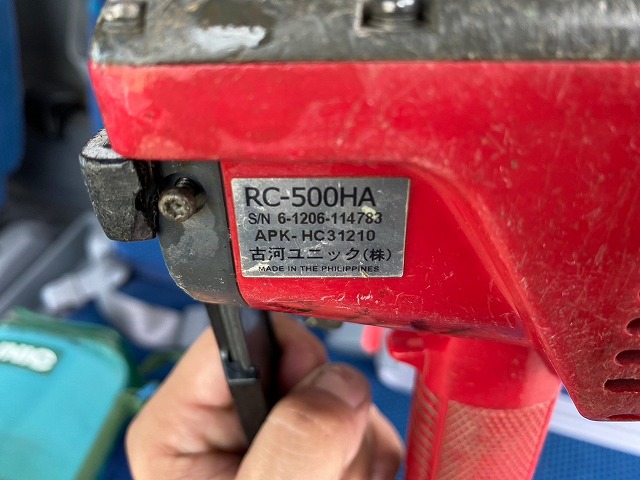 RC-500HA
S/N 6-1206-114783
APK- HC31210
古河ユニック(株)
MADE IN THE PHILIPPINES